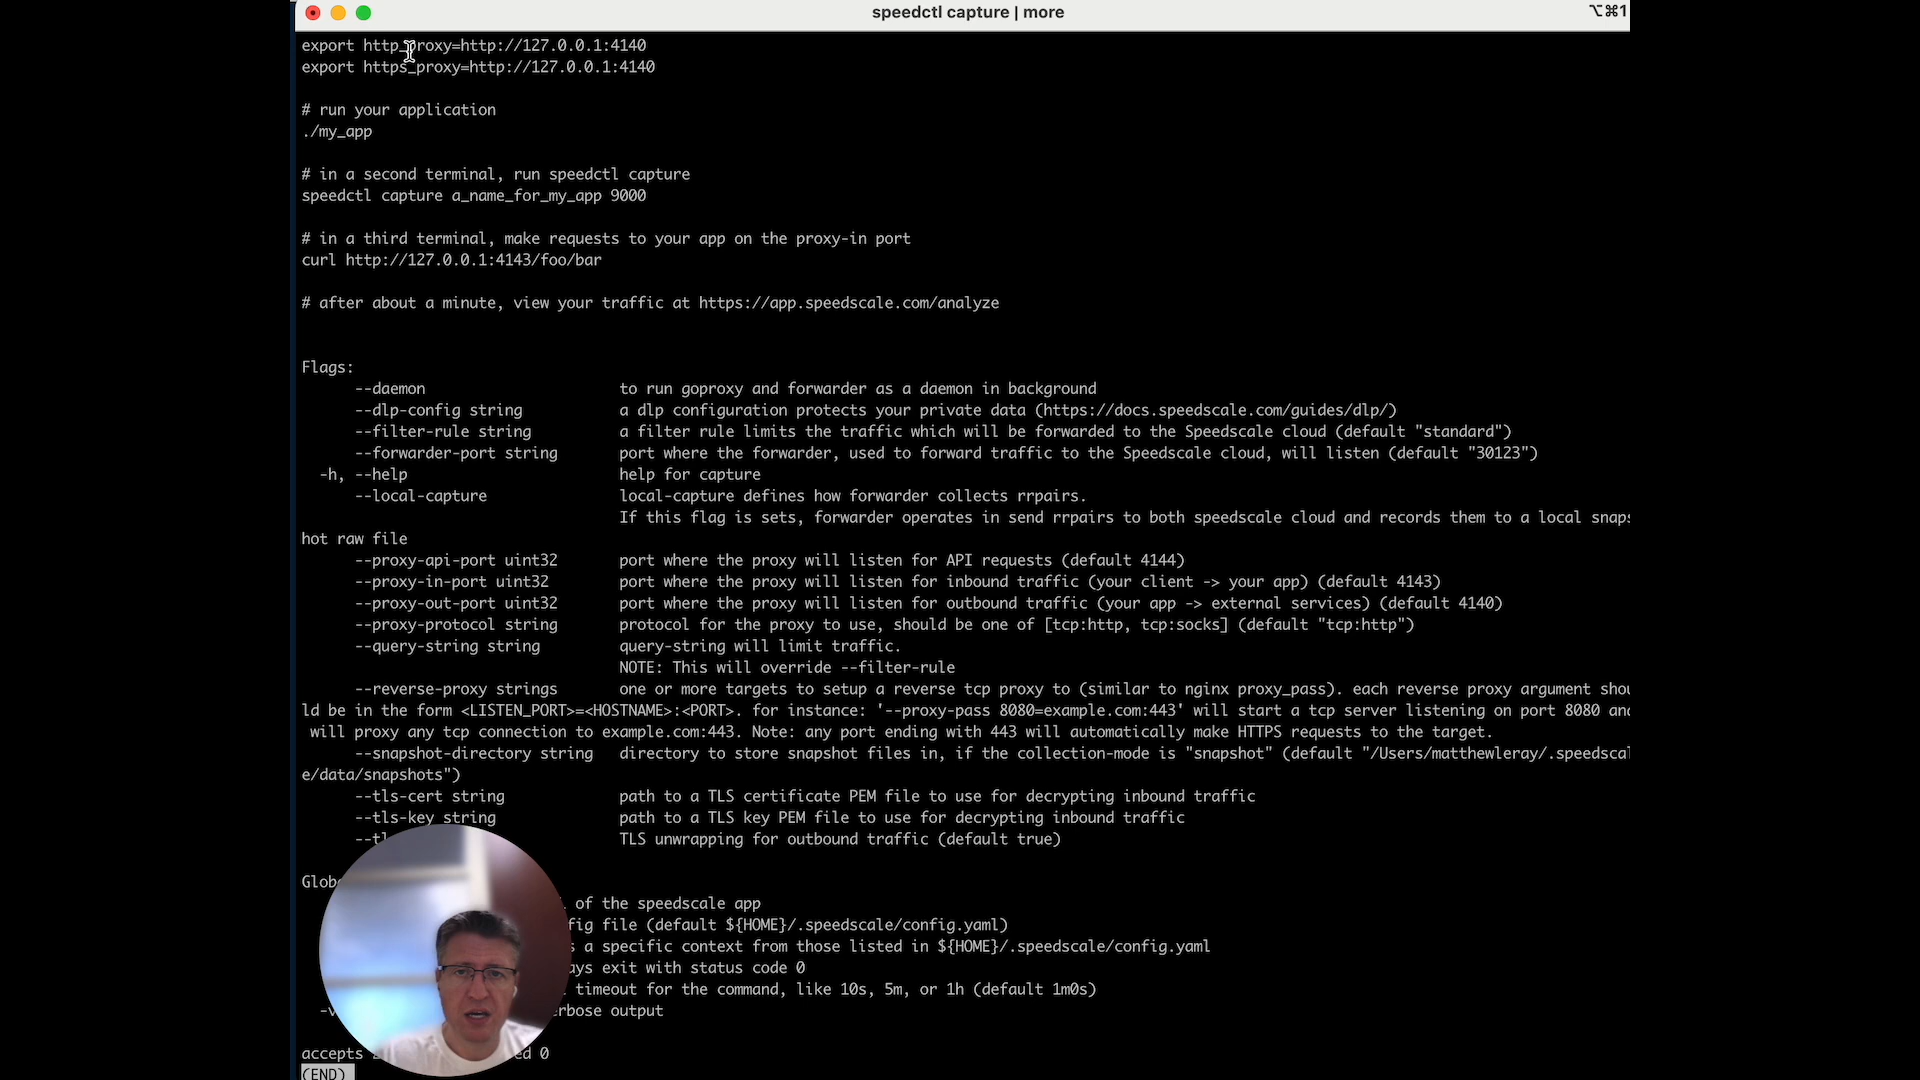 speedctl capture | more
⌥⌘1
export http_proxy=http://127.0.0.1:4140
export https_proxy=http://127.0.0.1:4140
# run your application
./my_app
# in a second terminal, run speedctl capture
speedctl capture a_name_for_my_app 9000
# in a third terminal, make requests to your app on the proxy-in port
curl http://127.0.0.1:4143/foo/bar
# after about a minute, view your traffic at https://app.speedscale.com/analyze
Flags:
--daemon to run goproxy and forwarder as a daemon in background
--dlp-config string a dlp configuration protects your private data (https://docs.speedscale.com/guides/dlp/)
--filter-rule string a filter rule limits the traffic which will be forwarded to the Speedscale cloud (default "standard")
--forwarder-port string port where the forwarder, used to forward traffic to the Speedscale cloud, will listen (default "30123")
-h, --help help for capture
--local-capture local-capture defines how forwarder collects rrpairs.
If this flag is sets, forwarder operates in send rrpairs to both speedscale cloud and records them to a local snaps
hot raw file
--proxy-api-port uint32 port where the proxy will listen for API requests (default 4144)
--proxy-in-port uint32 port where the proxy will listen for inbound traffic (your client -> your app) (default 4143)
--proxy-out-port uint32 port where the proxy will listen for outbound traffic (your app -> external services) (default 4140)
--proxy-protocol string protocol for the proxy to use, should be one of [tcp:http, tcp:socks] (default "tcp:http")
--query-string string query-string will limit traffic.
NOTE: This will override --filter-rule
--reverse-proxy strings one or more targets to setup a reverse tcp proxy to (similar to nginx proxy_pass). each reverse proxy argument shou
ld be in the form <LISTEN_PORT>=<HOSTNAME>:<PORT>. for instance: '--proxy-pass 8080=example.com:443' will start a tcp server listening on port 8080 and
will proxy any tcp connection to example.com:443. Note: any port ending with 443 will automatically make HTTPS requests to the target.
--snapshot-directory string directory to store snapshot files in, if the collection-mode is "snapshot" (default "/Users/matthewleray/.speedscal
e/data/snapshots")
--tls-cert string path to a TLS certificate PEM file to use for decrypting inbound traffic
--tls-key string path to a TLS key PEM file to use for decrypting inbound traffic
TLS unwrapping for outbound traffic (default true)
of the speedscale app
file (default ${HOME}/.speedscale/config.yaml)
a specific context from those listed in ${HOME}/.speedscale/config.yaml
exit with status code 0
timeout for the command, like 10s, 5m, or 1h (default 1m0s)
output
accepts 0
(END)